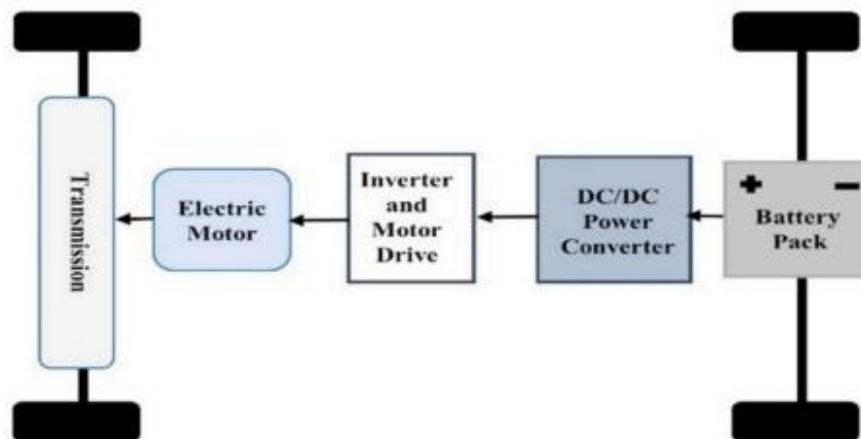 Transmission
Electric
Motor
Inverter
and
Motor
Drive
DC/DC
Power
Converter
+ −
Battery
Pack